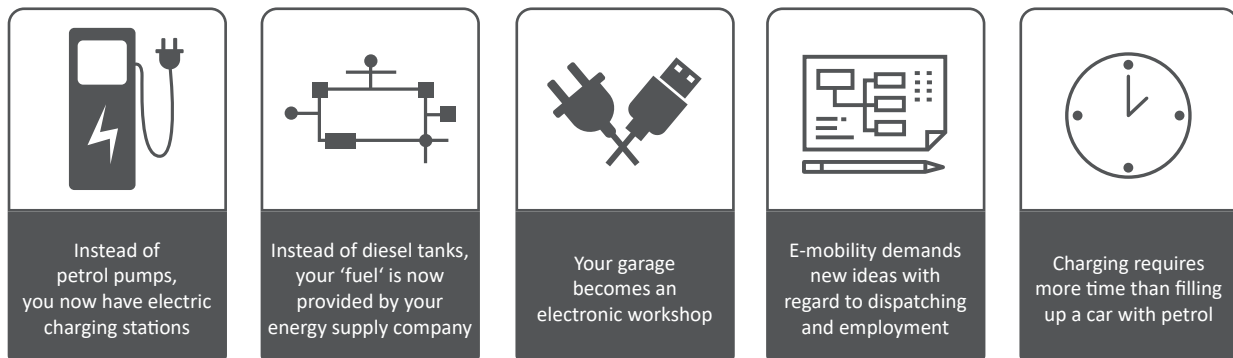 Instead of
petrol pumps,
you now have electric
charging stations
Instead of diesel tanks,
your ‘fuel‘ is now
provided by your
energy supply company
Your garage
becomes an
electronic workshop
E-mobility demands
new ideas with
regard to dispatching
and employment
Charging requires
more time than filling
up a car with petrol